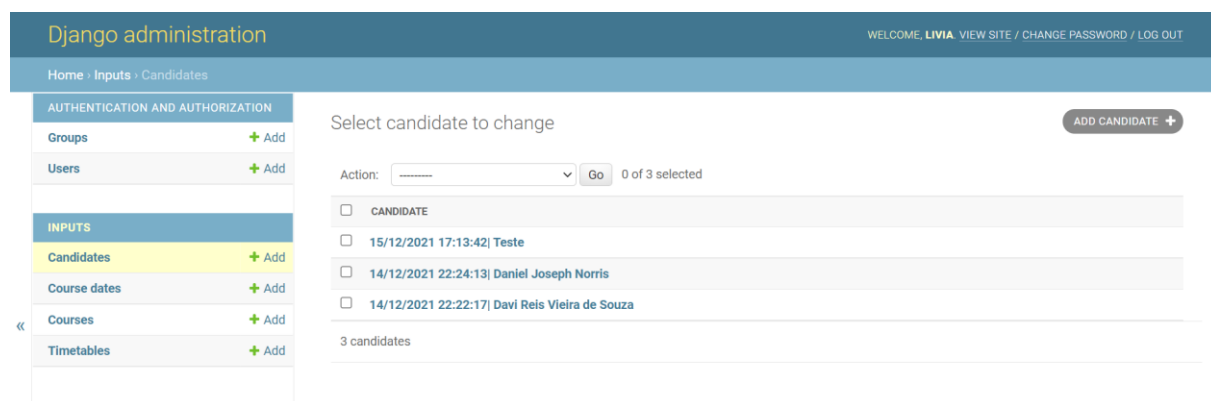 Django administration
WELCOME, LIVIA. VIEW SITE / CHANGE PASSWORD / LOG OUT
Home › Inputs › Candidates
AUTHENTICATION AND AUTHORIZATION
Groups + Add
Users + Add
INPUTS
Candidates + Add
Course dates + Add
Courses + Add
Timetables + Add
«
Select candidate to change
ADD CANDIDATE +
Action: --------- Go 0 of 3 selected
CANDIDATE
15/12/2021 17:13:42| Teste
14/12/2021 22:24:13| Daniel Joseph Norris
14/12/2021 22:22:17| Davi Reis Vieira de Souza
3 candidates